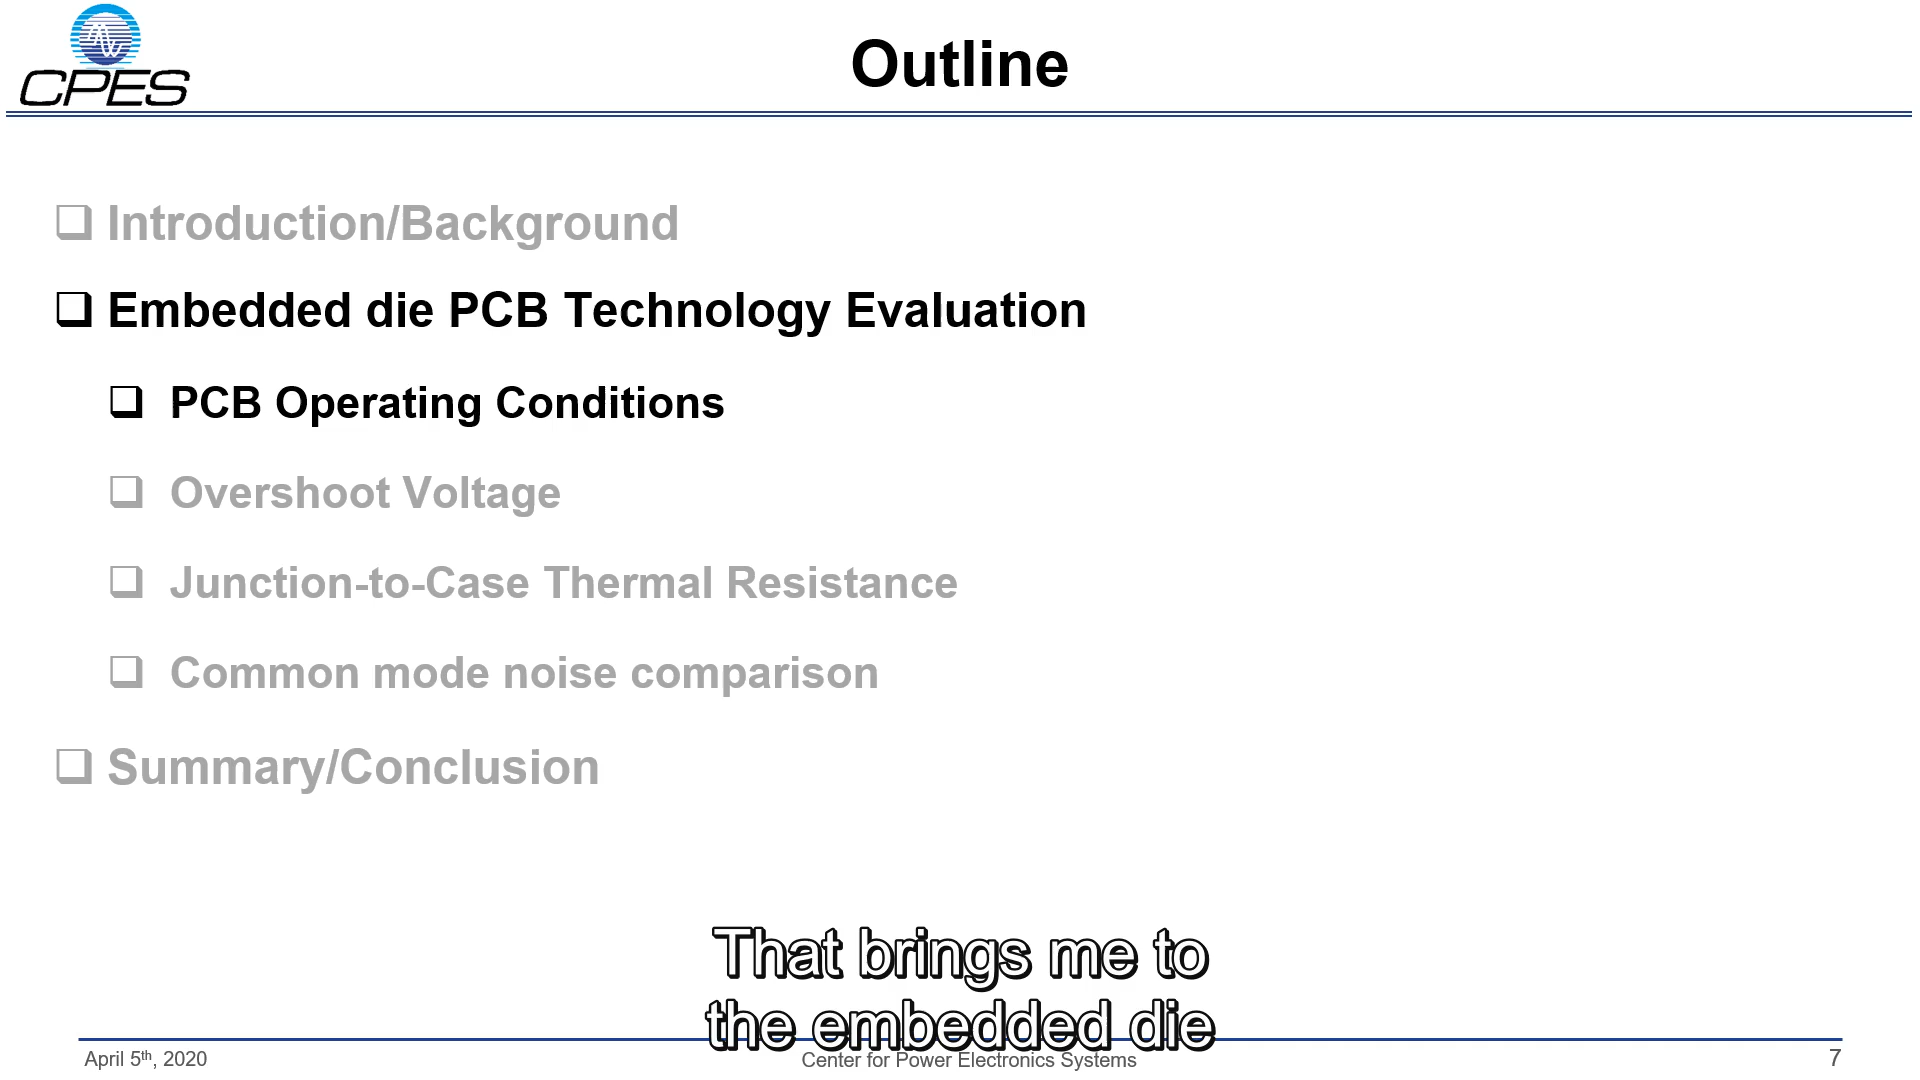 CPES
Outline
Introduction/Background
Embedded die PCB Technology Evaluation
PCB Operating Conditions
Overshoot Voltage
Junction-to-Case Thermal Resistance
Common mode noise comparison
Summary/Conclusion
That brings me to
the embedded die
April 5th, 2020
Center for Power Electronics Systems
7